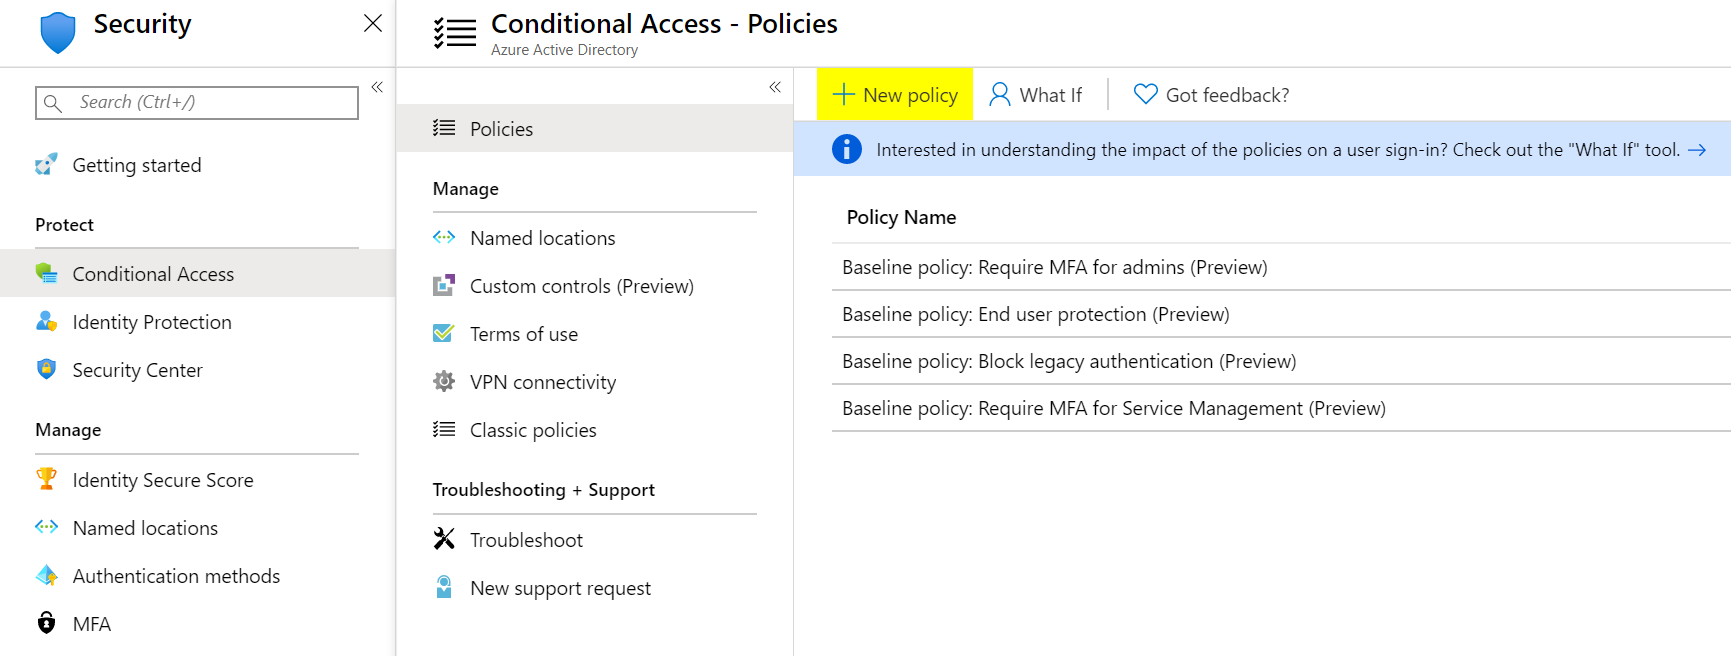 Security
Search (Ctrl+/)
Getting started
Protect
Conditional Access
Identity Protection
Security Center
Manage
Identity Secure Score
Named locations
Authentication methods
MFA
Conditional Access - Policies
Azure Active Directory
Policies
Manage
Named locations
Custom controls (Preview)
Terms of use
VPN connectivity
Classic policies
Troubleshooting + Support
Troubleshoot
New support request
New policy
What If
Got feedback?
Interested in understanding the impact of the policies on a user sign-in? Check out the "What If" tool.
Policy Name
Baseline policy: Require MFA for admins (Preview)
Baseline policy: End user protection (Preview)
Baseline policy: Block legacy authentication (Preview)
Baseline policy: Require MFA for Service Management (Preview)